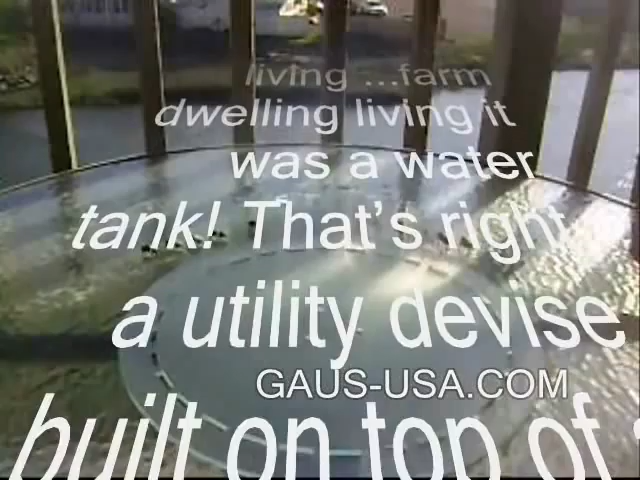 living ...farm
dwelling living it
was a water
tank! That's right
a utility devise
GAUS-USA.COM
built on top of